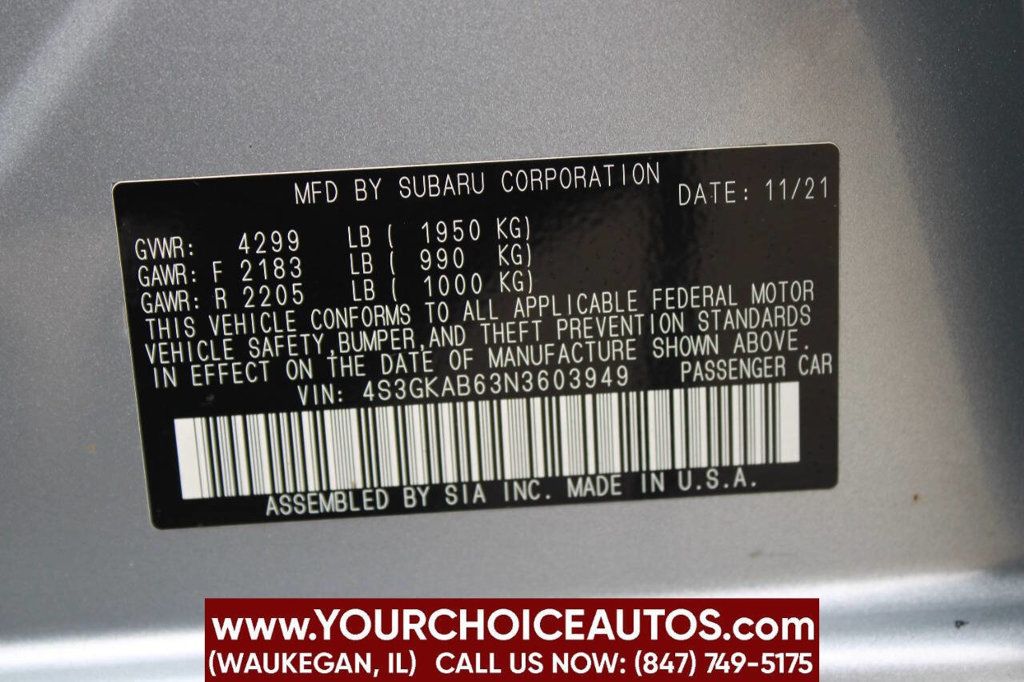 MFD BY SUBARU CORPORATION DATE: 11/21
GVWR: 4299 LB ( 1950 KG)
GAWR: F 2183 LB ( 990 KG)
GAWR: R 2205 LB ( 1000 KG)
THIS VEHICLE CONFORMS TO ALL APPLICABLE FEDERAL MOTOR
VEHICLE SAFETY,BUMPER,AND THEFT PREVENTION STANDARDS
IN EFFECT ON THE DATE OF MANUFACTURE SHOWN ABOVE.
VIN: 4S3GKAB63N3603949 PASSENGER CAR
ASSEMBLED BY SIA INC. MADE IN U.S.A.
www.YOURCHOICEAUTOS.com
(WAUKEGAN, IL) CALL US NOW: (847) 749-5175